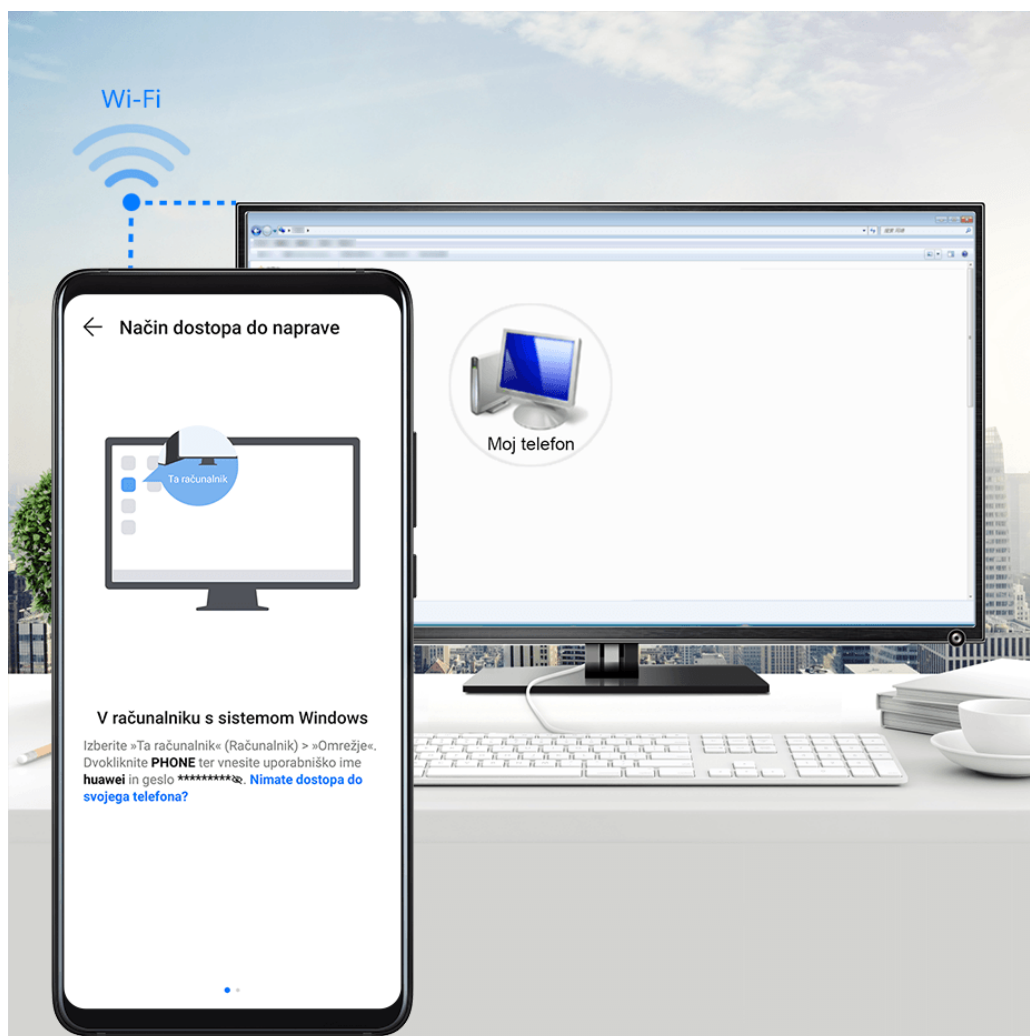 Wi-Fi
Način dostopa do naprave
Ta računalnik
Moj telefon
V računalniku s sistemom Windows
Izberite »Ta računalnik« (Računalnik) > »Omrežje«.
Dvokliknite PHONE ter vnesite uporabniško ime
huawei in geslo *********. Nimate dostopa do
svojega telefona?